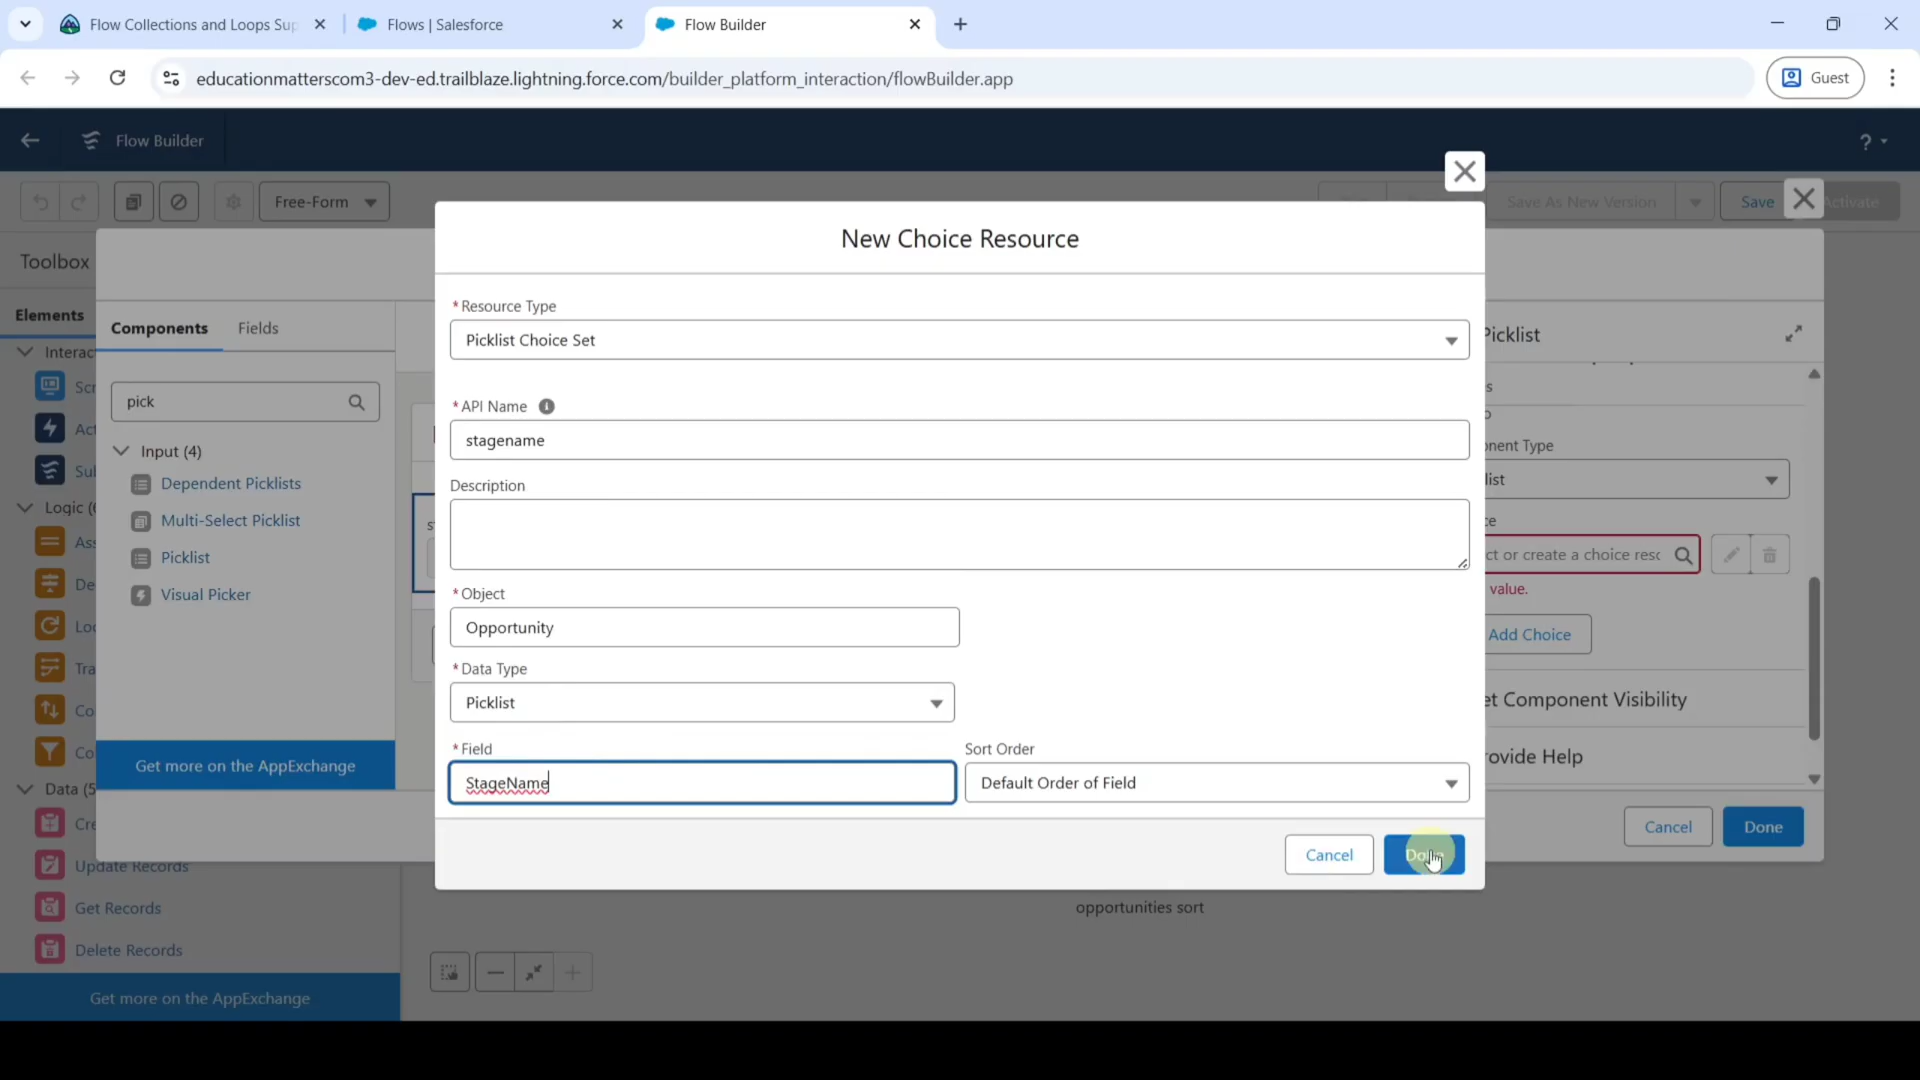 Flow Collections and Loops Sup
Flows | Salesforce
Flow Builder
educationmatterscom3-dev-ed.trailblaze.lightning.force.com/builder_platform_interaction/flowBuilder.app
Guest
Flow Builder
?
Free-Form
Save As New Version
Save
Activate
Toolbox
Elements
Components
Fields
pick
Input (4)
Dependent Picklists
Multi-Select Picklist
Picklist
Visual Picker
Get more on the AppExchange
Data (5
Update Records
Get Records
Delete Records
Get more on the AppExchange
New Choice Resource
* Resource Type
Picklist Choice Set
* API Name
stagename
Description
* Object
Opportunity
* Data Type
Picklist
* Field
StageName
Sort Order
Default Order of Field
Cancel
Done
Picklist
value.
Add Choice
et Component Visibility
rovide Help
Cancel
Done
opportunities sort